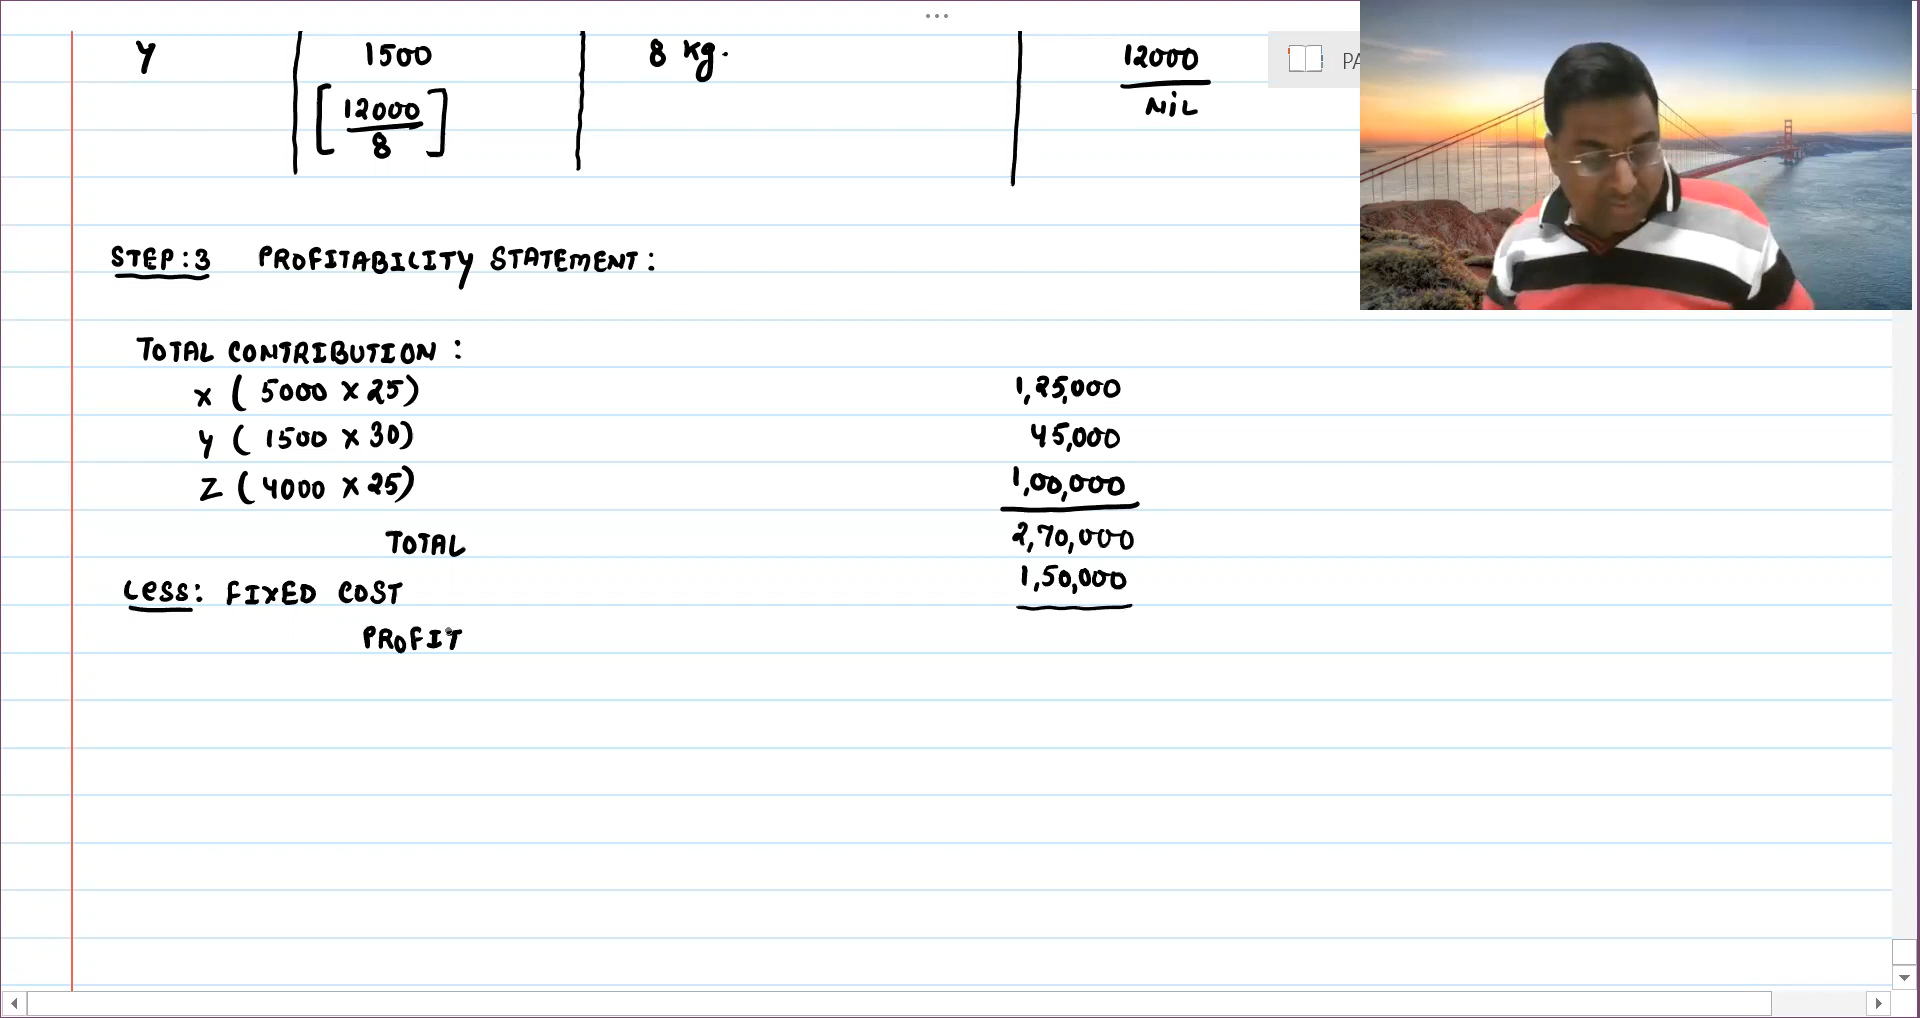 Y 1500 8 kg. 12000
[12000/8] NIL
PA
STEP:3 PROFITABILITY STATEMENT:
TOTAL CONTRIBUTION:
X (5000 X 25) 1,25,000
Y (1500 X 30) 45,000
Z (4000 X 25) 1,00,000
TOTAL 2,70,000
LESS: FIXED COST 1,50,000
PROFIT